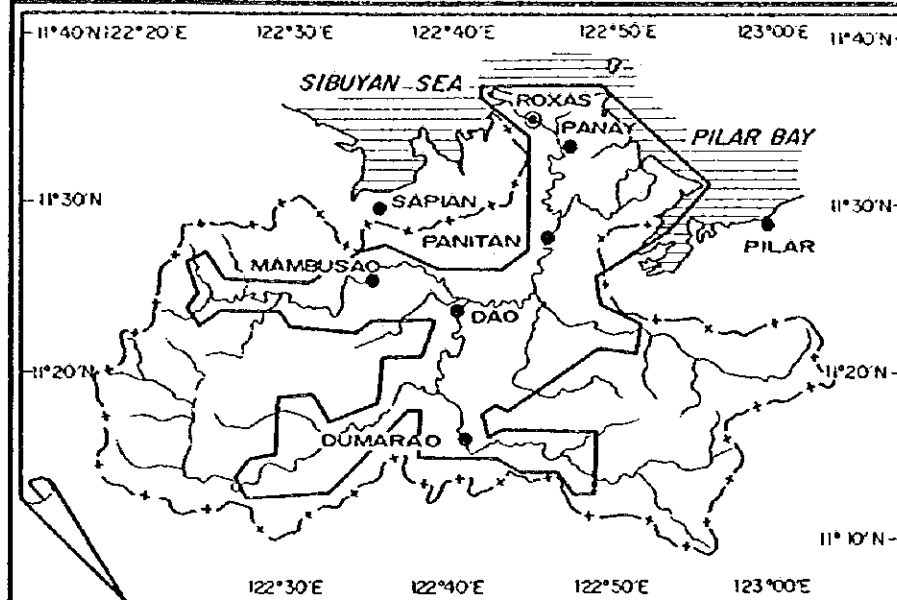 11°40'N 122°20'E 122°30'E 122°40'E 122°50'E 123°00'E 11°40'N
SIBUYAN SEA
ROXAS
PANAY
PILAR BAY
11°30'N 11°30'N
SAPIAN
PANITAN
PILAR
MAMBUSAO
DAO
11°20'N 11°20'N
DUMARAO
11°10'N
122°30'E 122°40'E 122°50'E 123°00'E